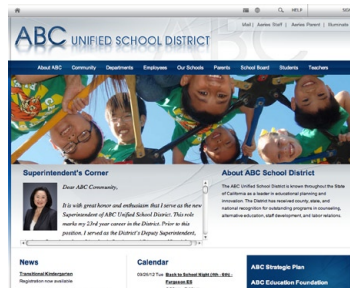 HELP
Mail | Aeries Staff | Aeries Parent |
ABC UNIFIED SCHOOL DISTRICT
About ABC Community Departments Employees Our Schools Parents School Board Students Teachers
Superintendent's Corner
Dear ABC Community,
It is with great honor and enthusiasm that I serve as the new
Superintendent of ABC Unified School District. This role
marks my 23rd year career in the District. Prior to this
position, I served as the District's Deputy Superintendent,
About ABC School District
The ABC Unified School District is known throughout the State
of California as a leader in educational planning and
innovation. The District has received county, state, and
national recognition for outstanding programs in counseling,
alternative education, staff development, and labor relations.
News
Transitional Kindergarten
Registration now available
Calendar
Back to School Night
ABC Strategic Plan
ABC Education Foundation